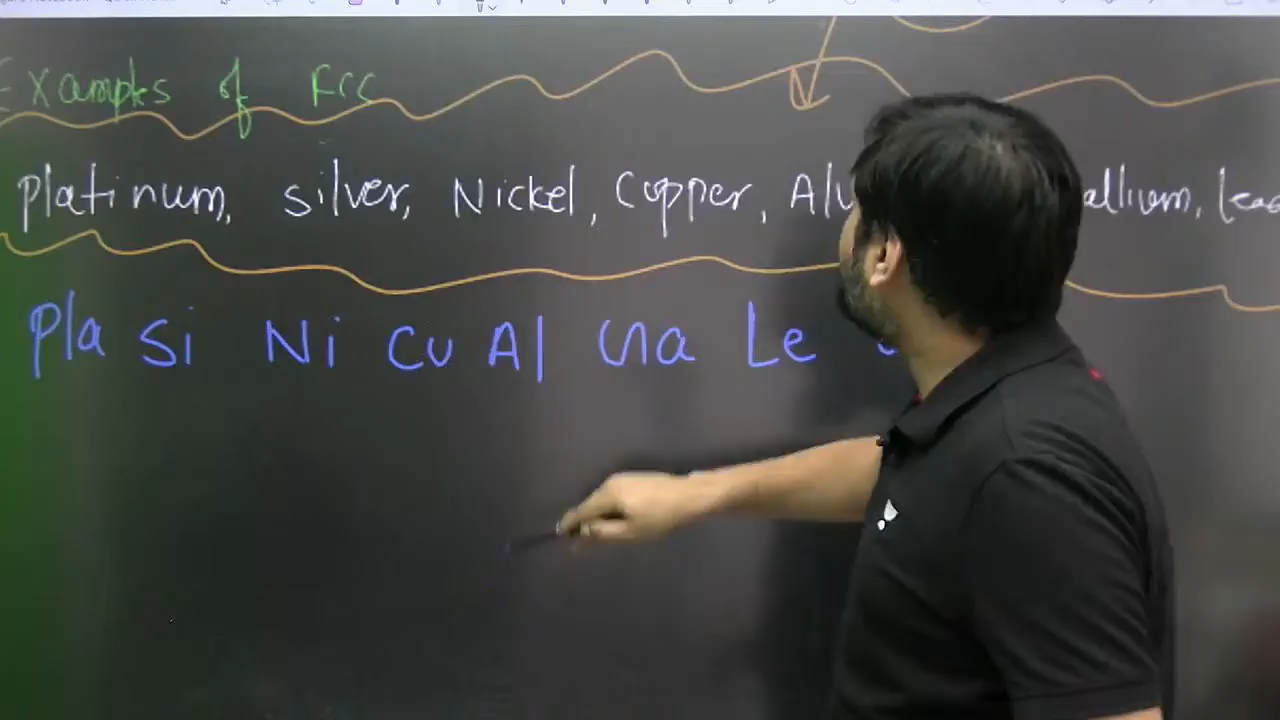 Examples of FCC
Platinum, silver, Nickel, Copper, Alu allium, lead
Pla Si Ni Cu Al Ga Le